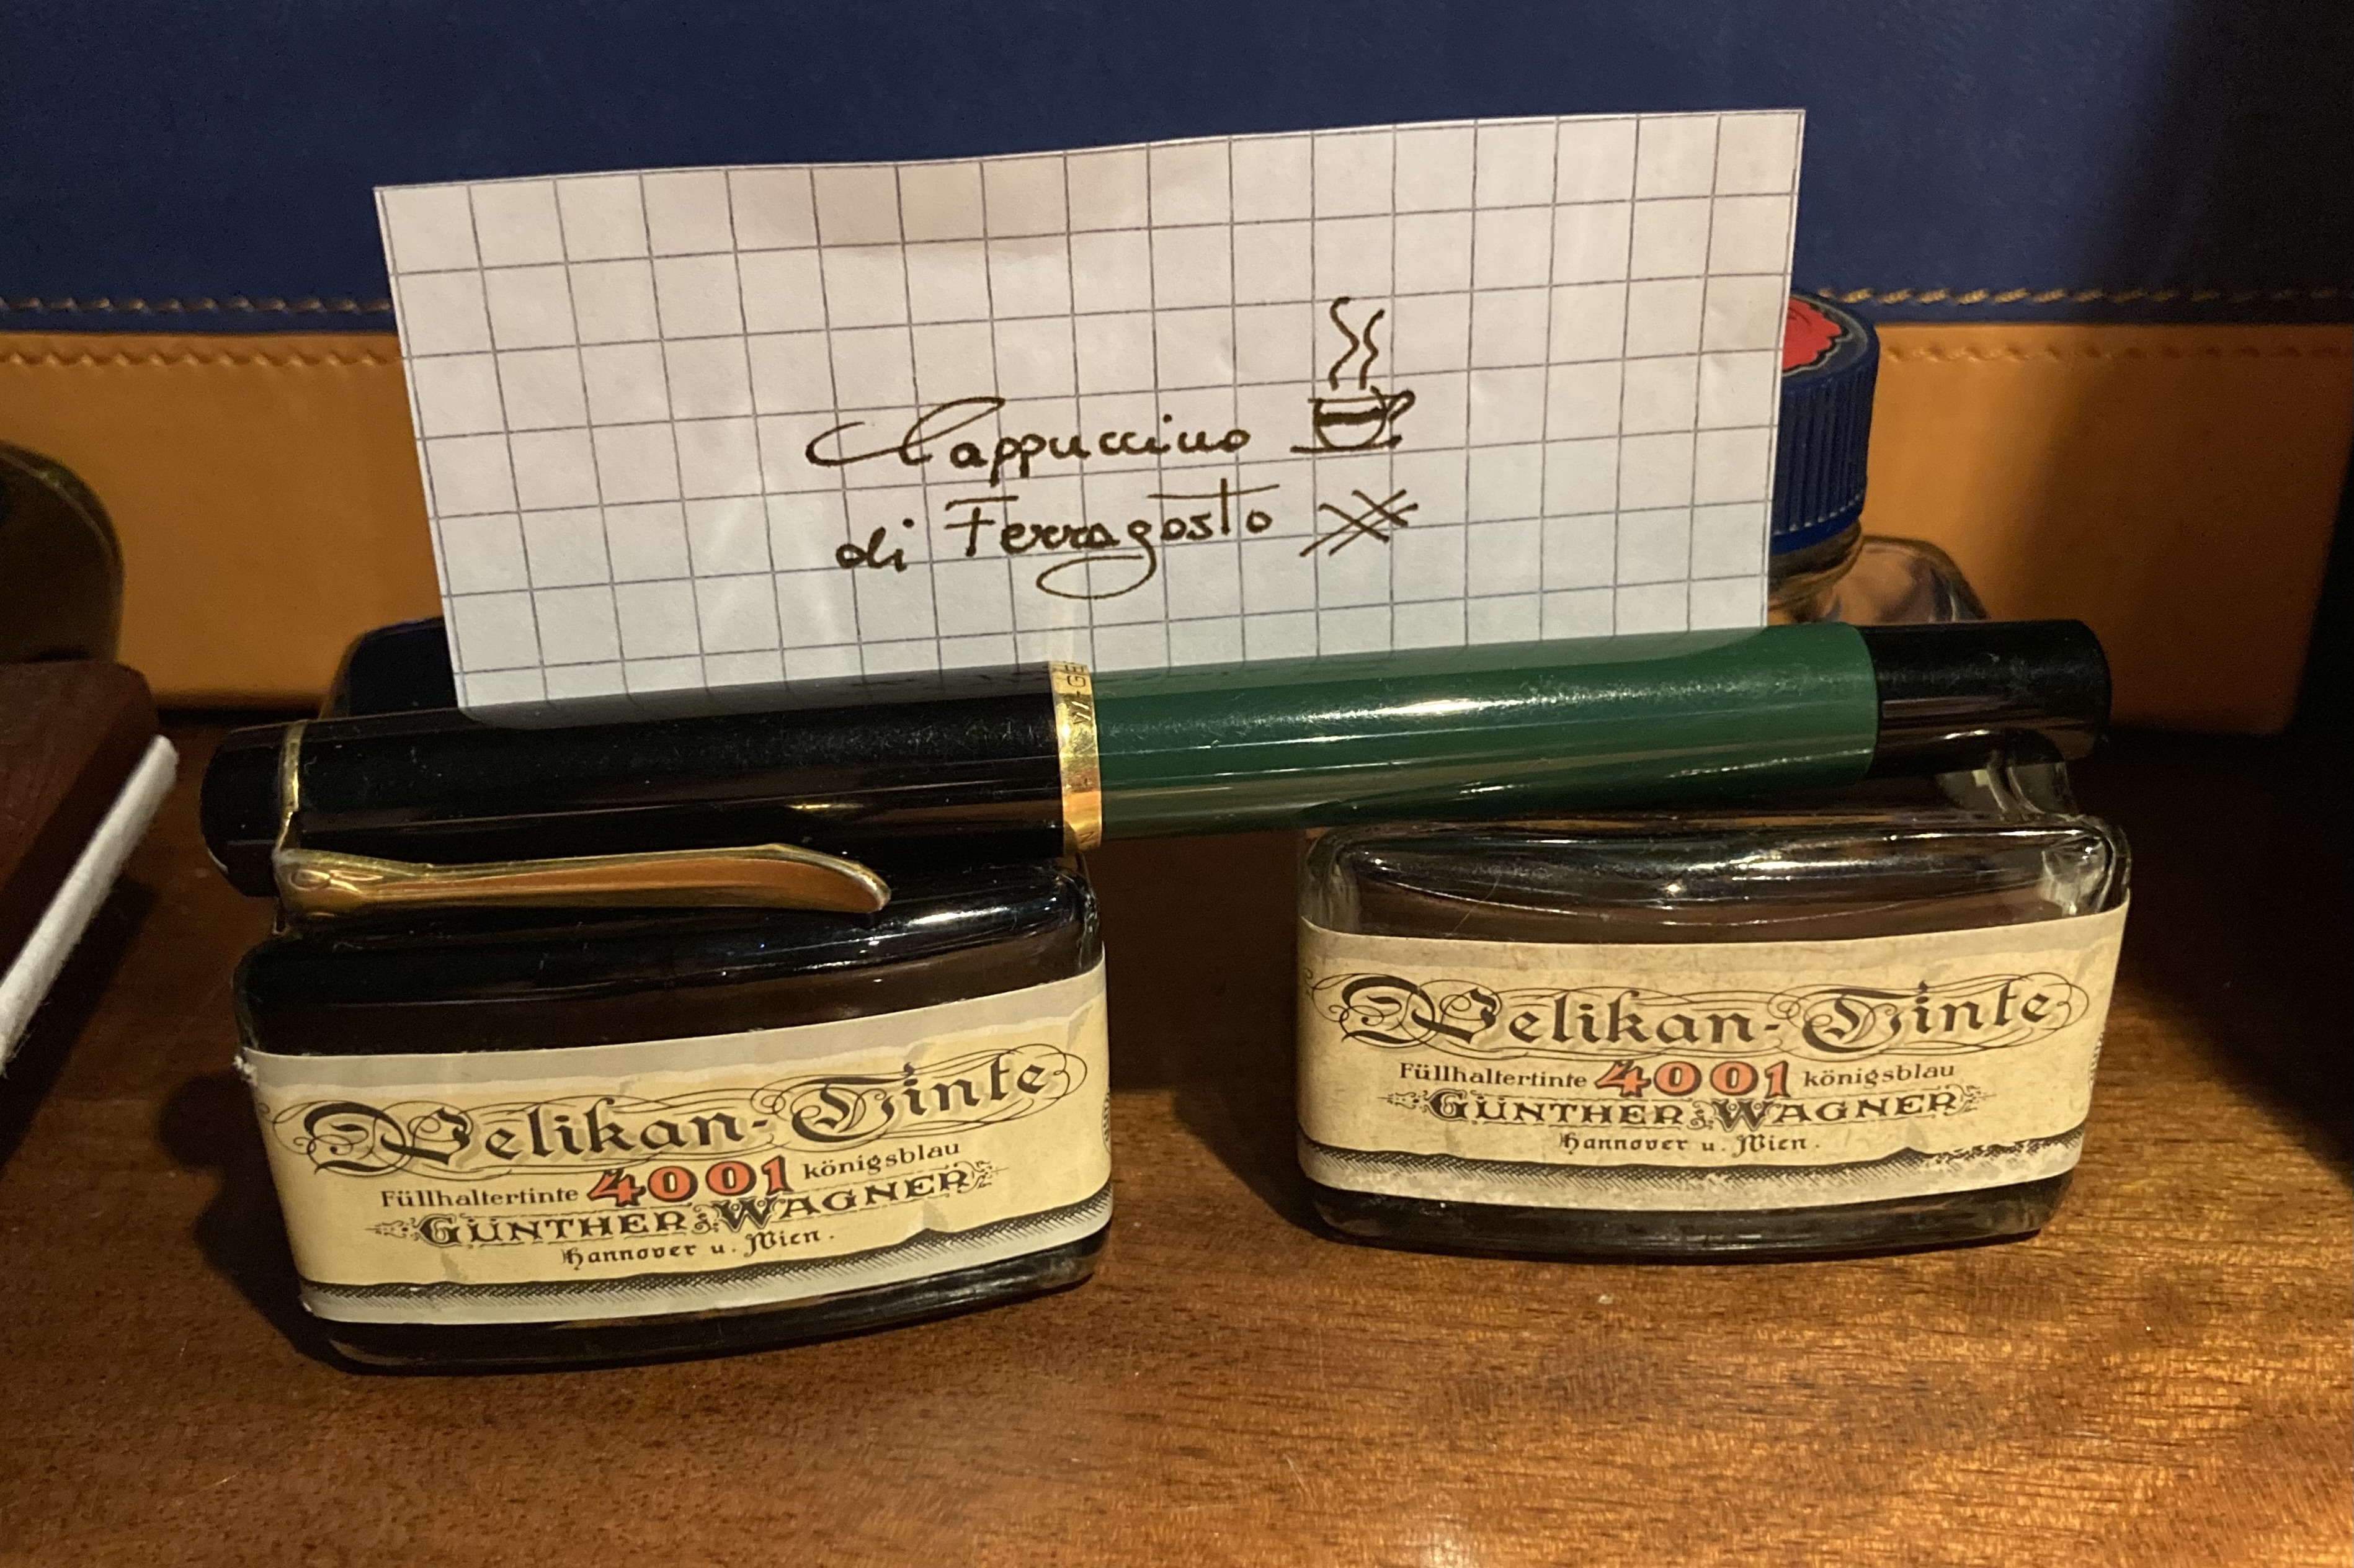 Cappuccino
di Ferragosto
Pelikan-Tinte
Füllhaltertinte 4001 königsblau
GÜNTHER WAGNER
Hannover u. Wien.
Pelikan-Tinte
Füllhaltertinte 4001 königsblau
GÜNTHER WAGNER
Hannover u. Wien.